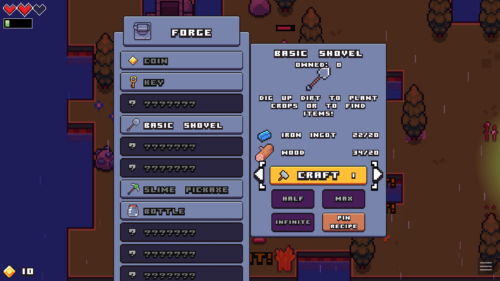 FORGE
COIN
KEY
???????
BASIC SHOVEL
???????
???????
SLIME PICKAXE
BOTTLE
???????
???????
???????
BASIC SHOVEL
OWNED: 0
DIG UP DIRT TO PLANT
CROPS OR TO FIND
ITEMS!
IRON INGOT 22/20
WOOD 34/20
CRAFT 1
HALF
MAX
INFINITE
PIN
RECIPE
10